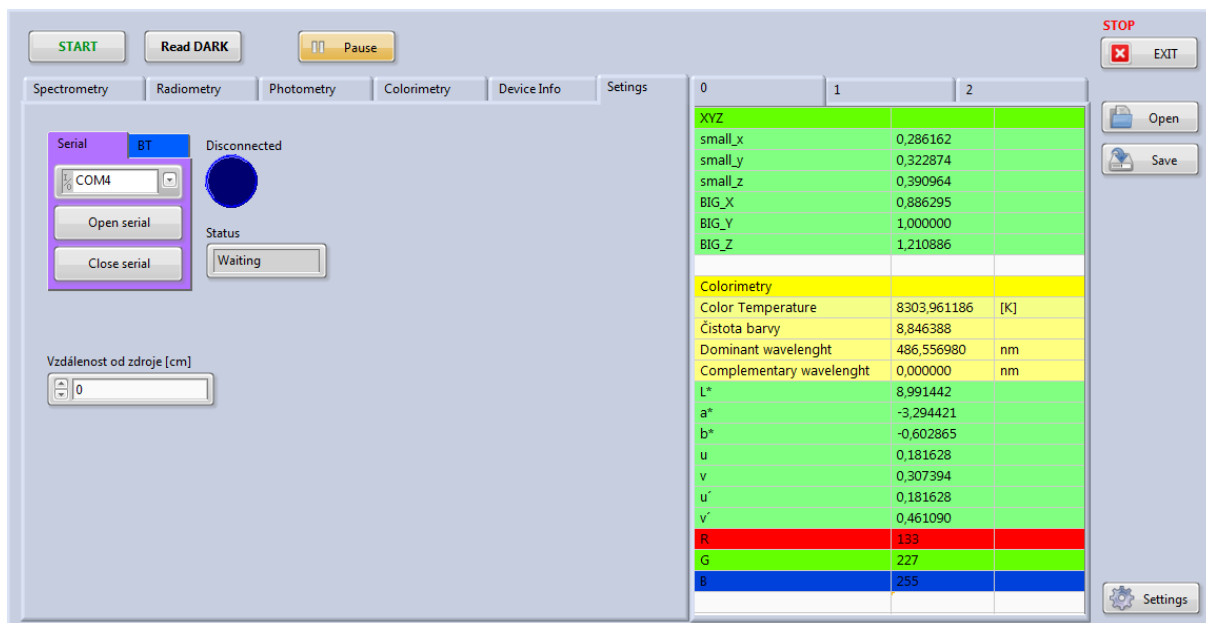 STOP
START Read DARK Pause EXIT
Spectrometry Radiometry Photometry Colorimetry Device Info Setings
Serial BT Disconnected
COM4
Open serial
Status
Close serial Waiting
Vzdálenost od zdroje [cm]
0
0 1 2
XYZ
small_x 0,286162
small_y 0,322874
small_z 0,390964
BIG_X 0,886295
BIG_Y 1,000000
BIG_Z 1,210886
Colorimetry
Color Temperature 8303,961186 [K]
Čistota barvy 8,846388
Dominant wavelenght 486,556980 nm
Complementary wavelenght 0,000000 nm
L* 8,991442
a* -3,294421
b* -0,602865
u 0,181628
v 0,307394
u´ 0,181628
v´ 0,461090
R 133
G 227
B 255
Open
Save
Settings